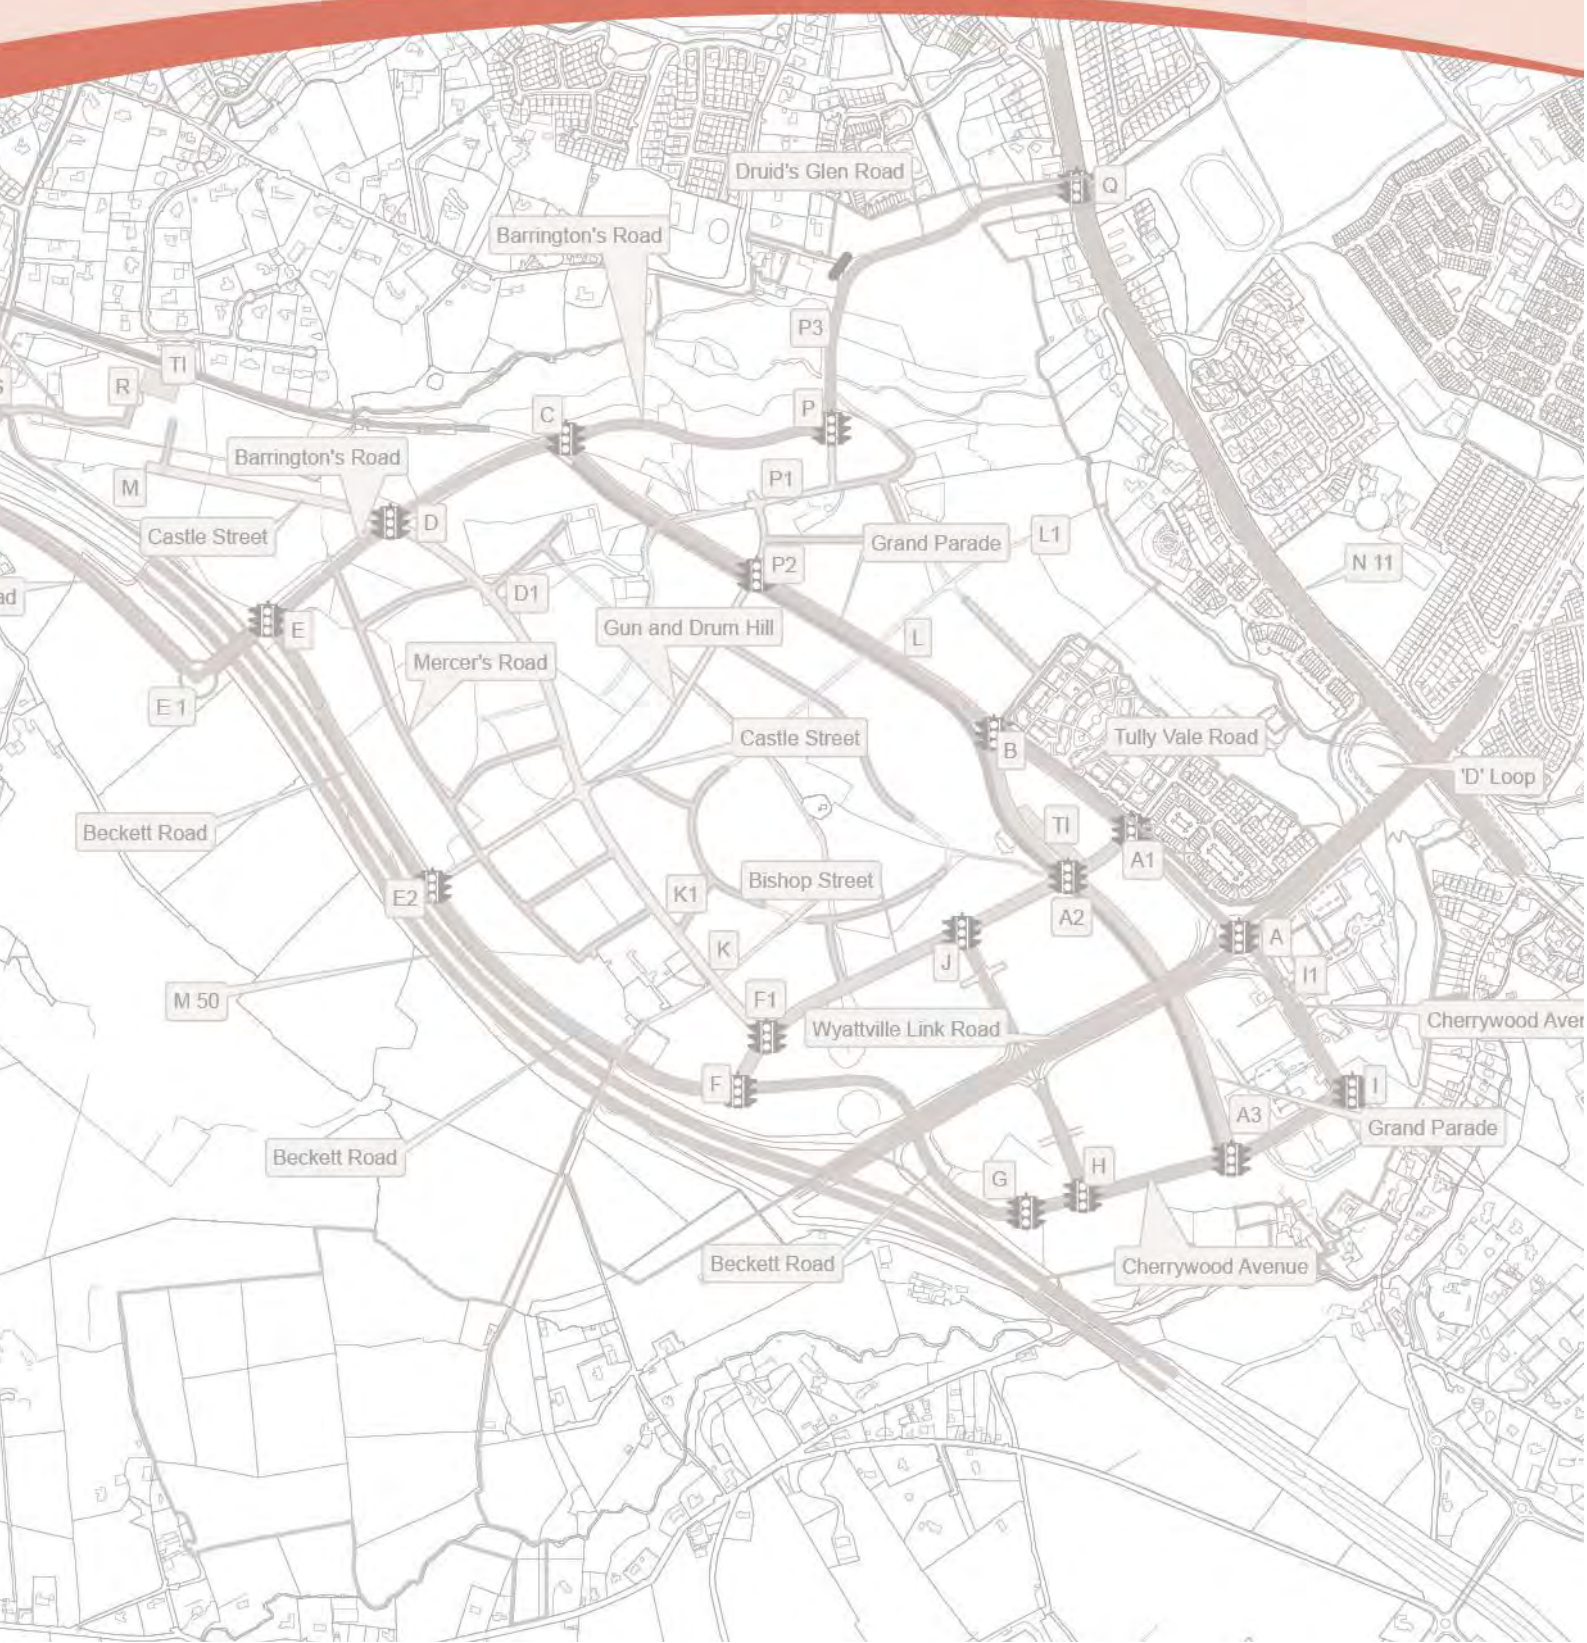 Druid's Glen Road
Q
Barrington's Road
P3
TI
R
C
P
Barrington's Road
M
P1
Castle Street
D
Grand Parade
L1
N 11
P2
D1
E
Gun and Drum Hill
L
Mercer's Road
E 1
Castle Street
B
Tully Vale Road
'D' Loop
Beckett Road
TI
A1
E2
K1
Bishop Street
A2
A
K
J
I1
M 50
F1
Wyattville Link Road
F
I
A3
Grand Parade
Beckett Road
H
G
Beckett Road
Cherrywood Avenue